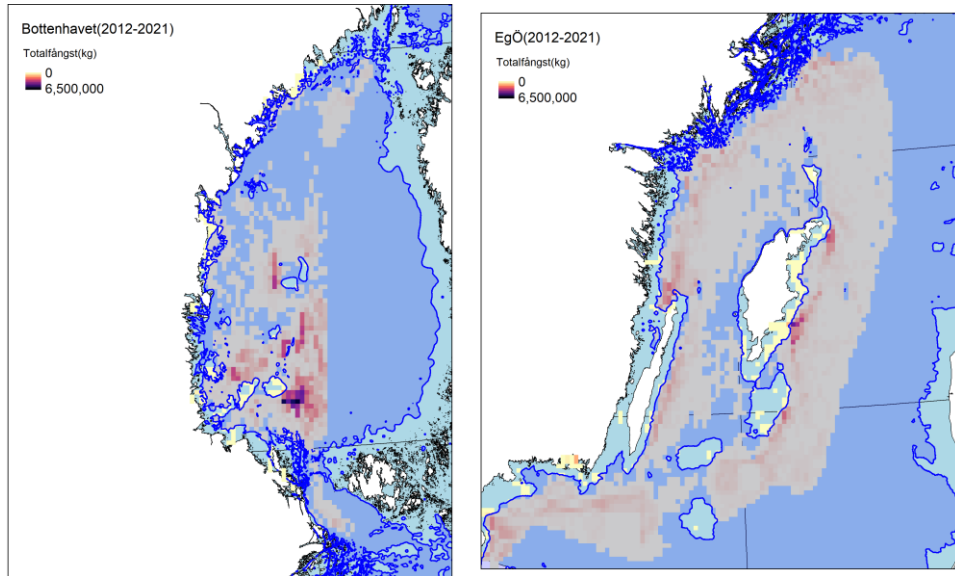 Bottenhavet(2012-2021)
Totalfångst(kg)
0
6,500,000
EgÖ(2012-2021)
Totalfångst(kg)
0
6,500,000